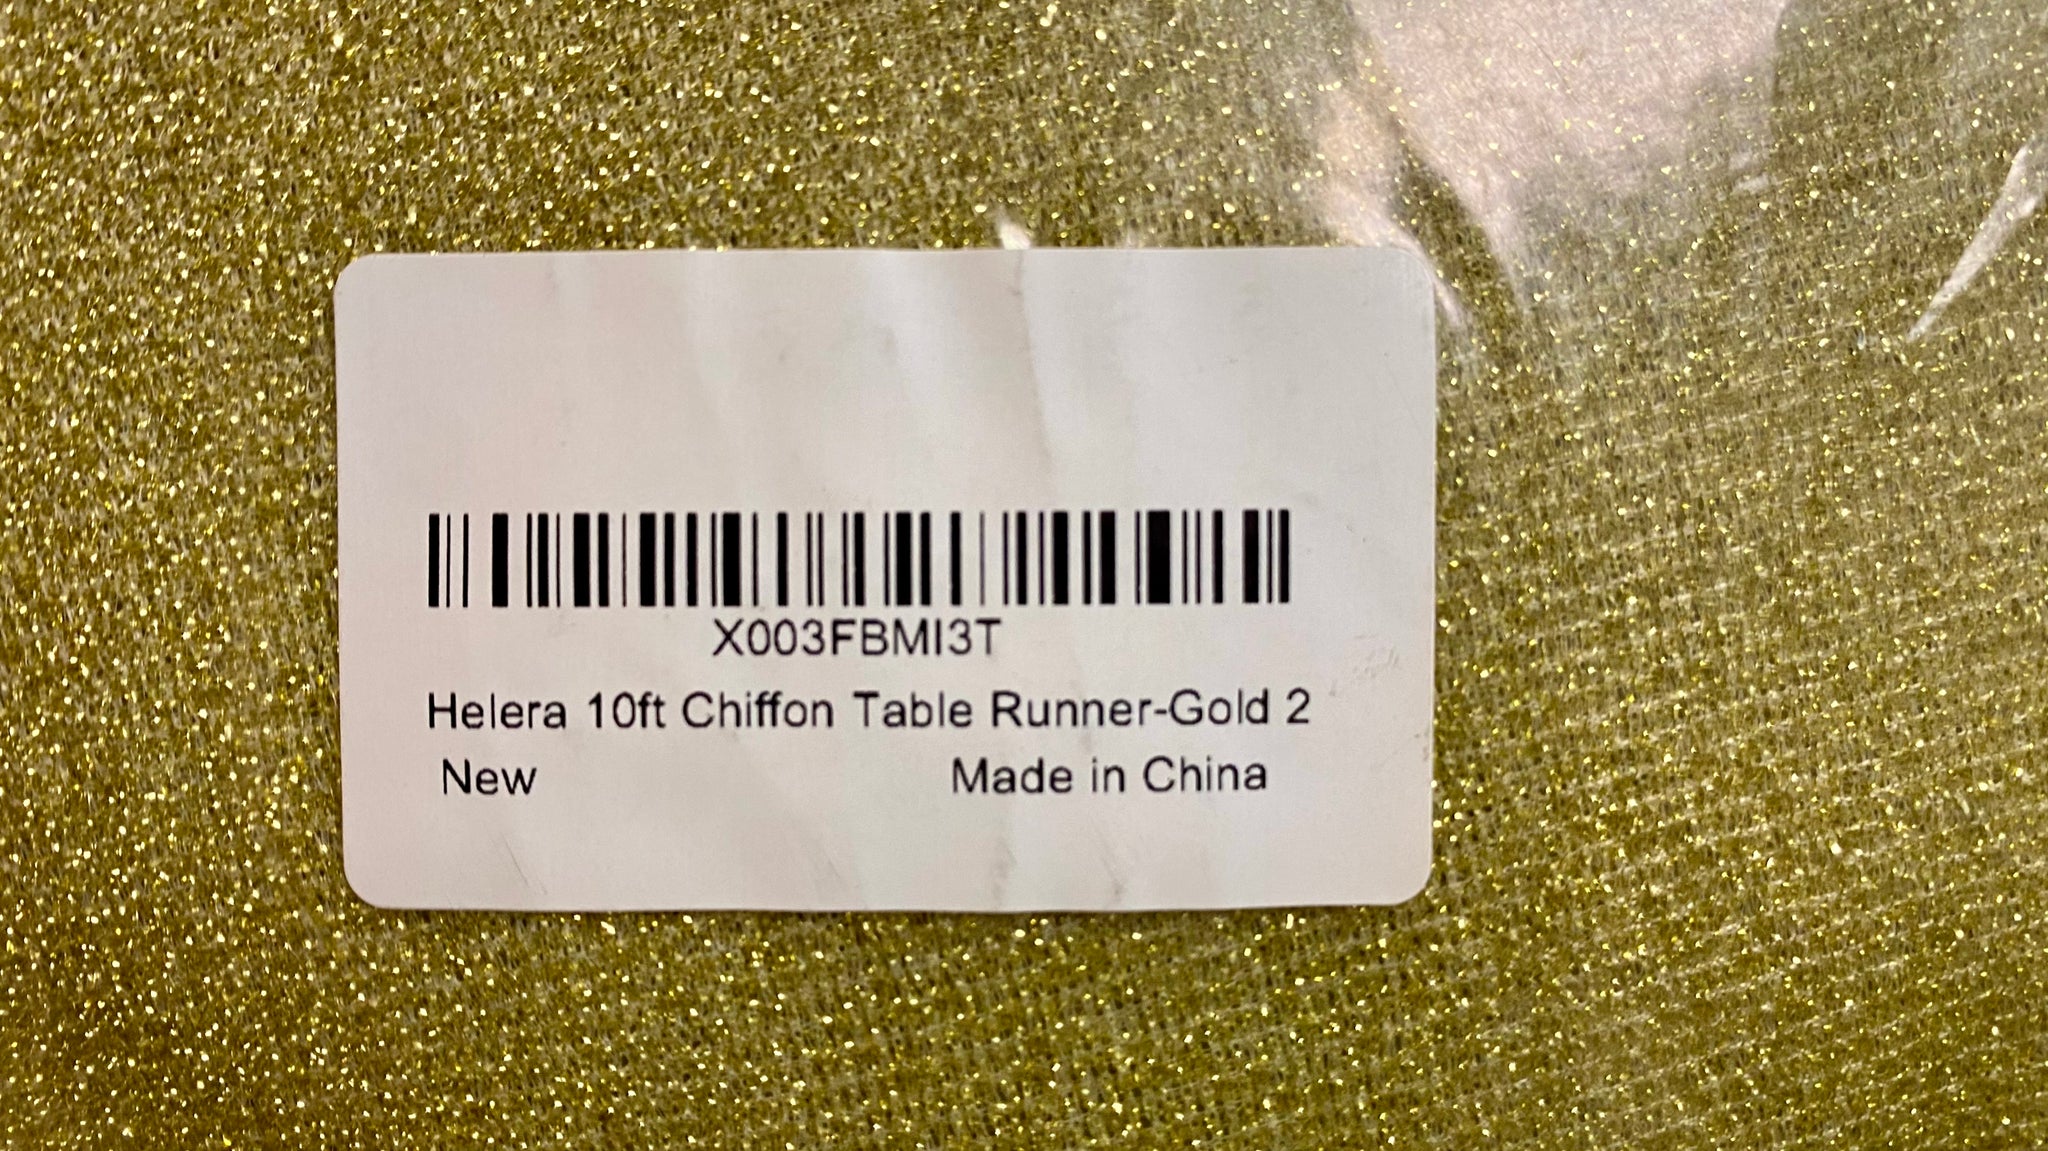 X003FBMI3T
Helera 10ft Chiffon Table Runner-Gold 2
New Made in China